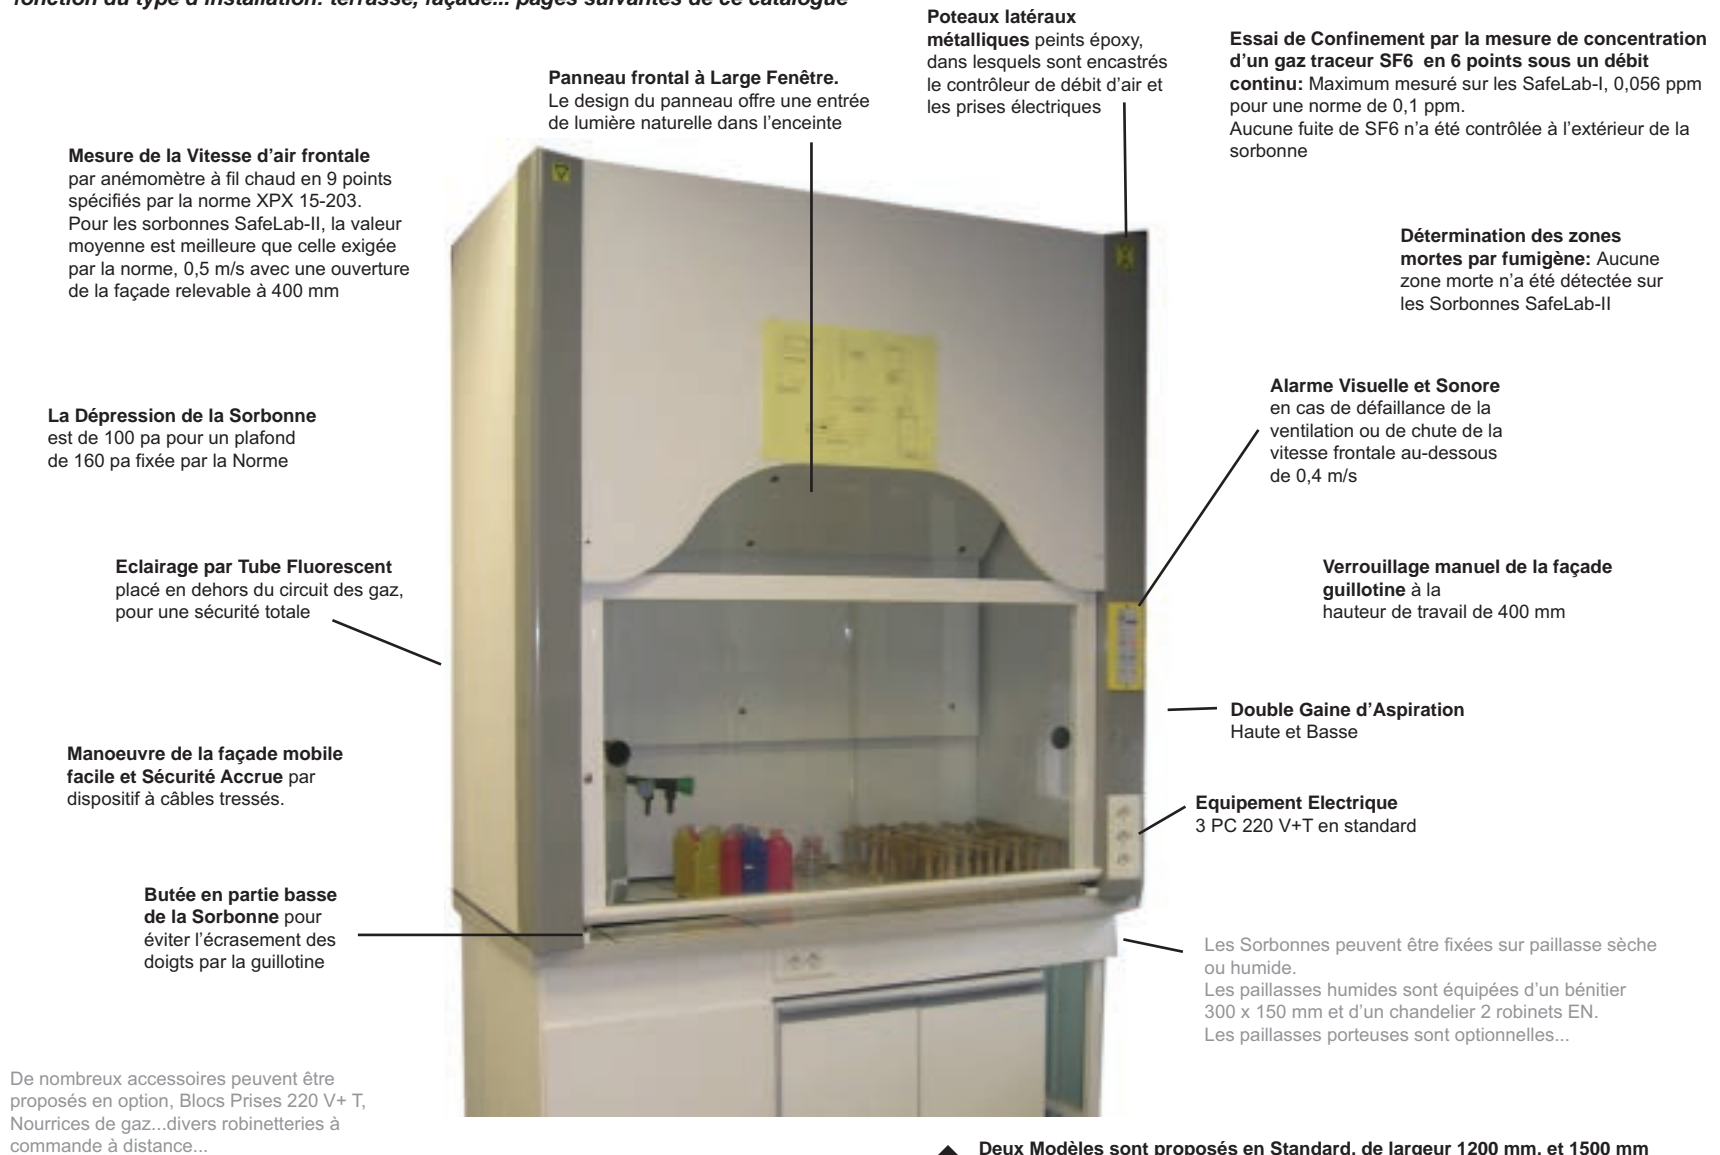 fonction du type d'installation: terrasse, façade... pages suivantes de ce catalogue
Poteaux latéraux
métalliques peints époxy,
dans lesquels sont encastrés
le contrôleur de débit d'air et
les prises électriques
Essai de Confinement par la mesure de concentration
d'un gaz traceur SF6 en 6 points sous un débit
continu: Maximum mesuré sur les SafeLab-I, 0,056 ppm
pour une norme de 0,1 ppm.
Aucune fuite de SF6 n'a été contrôlée à l'extérieur de la
sorbonne
Panneau frontal à Large Fenêtre.
Le design du panneau offre une entrée
de lumière naturelle dans l'enceinte
Mesure de la Vitesse d'air frontale
par anémomètre à fil chaud en 9 points
spécifiés par la norme XPX 15-203.
Pour les sorbonnes SafeLab-II, la valeur
moyenne est meilleure que celle exigée
par la norme, 0,5 m/s avec une ouverture
de la façade relevable à 400 mm
Détermination des zones
mortes par fumigène: Aucune
zone morte n'a été détectée sur
les Sorbonnes SafeLab-II
La Dépression de la Sorbonne
est de 100 pa pour un plafond
de 160 pa fixée par la Norme
Alarme Visuelle et Sonore
en cas de défaillance de la
ventilation ou de chute de la
vitesse frontale au-dessous
de 0,4 m/s
Eclairage par Tube Fluorescent
placé en dehors du circuit des gaz,
pour une sécurité totale
Verrouillage manuel de la façade
guillotine à la
hauteur de travail de 400 mm
Double Gaine d'Aspiration
Haute et Basse
Manoeuvre de la façade mobile
facile et Sécurité Accrue par
dispositif à câbles tressés.
Equipement Electrique
3 PC 220 V+T en standard
Butée en partie basse
de la Sorbonne pour
éviter l'écrasement des
doigts par la guillotine
Les Sorbonnes peuvent être fixées sur paillasse sèche
ou humide.
Les paillasses humides sont équipées d'un bénitier
300 x 150 mm et d'un chandelier 2 robinets EN.
Les paillasses porteuses sont optionnelles...
De nombreux accessoires peuvent être
proposés en option, Blocs Prises 220 V+ T,
Nourrices de gaz...divers robinetteries à
commande à distance...
Deux Modèles sont proposés en Standard, de largeur 1200 mm, et 1500 mm